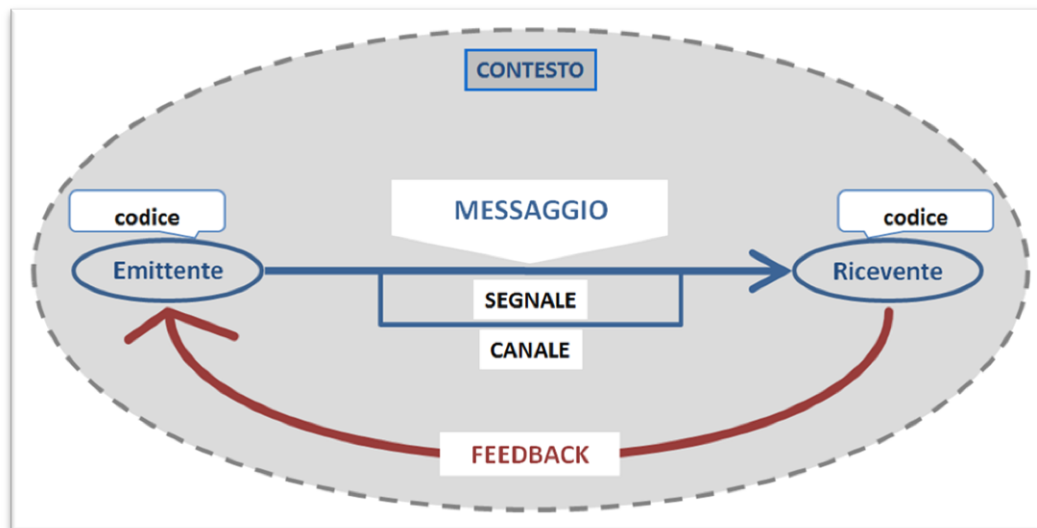 CONTESTO
codice
MESSAGGIO
codice
Emittente
Ricevente
SEGNALE
CANALE
FEEDBACK